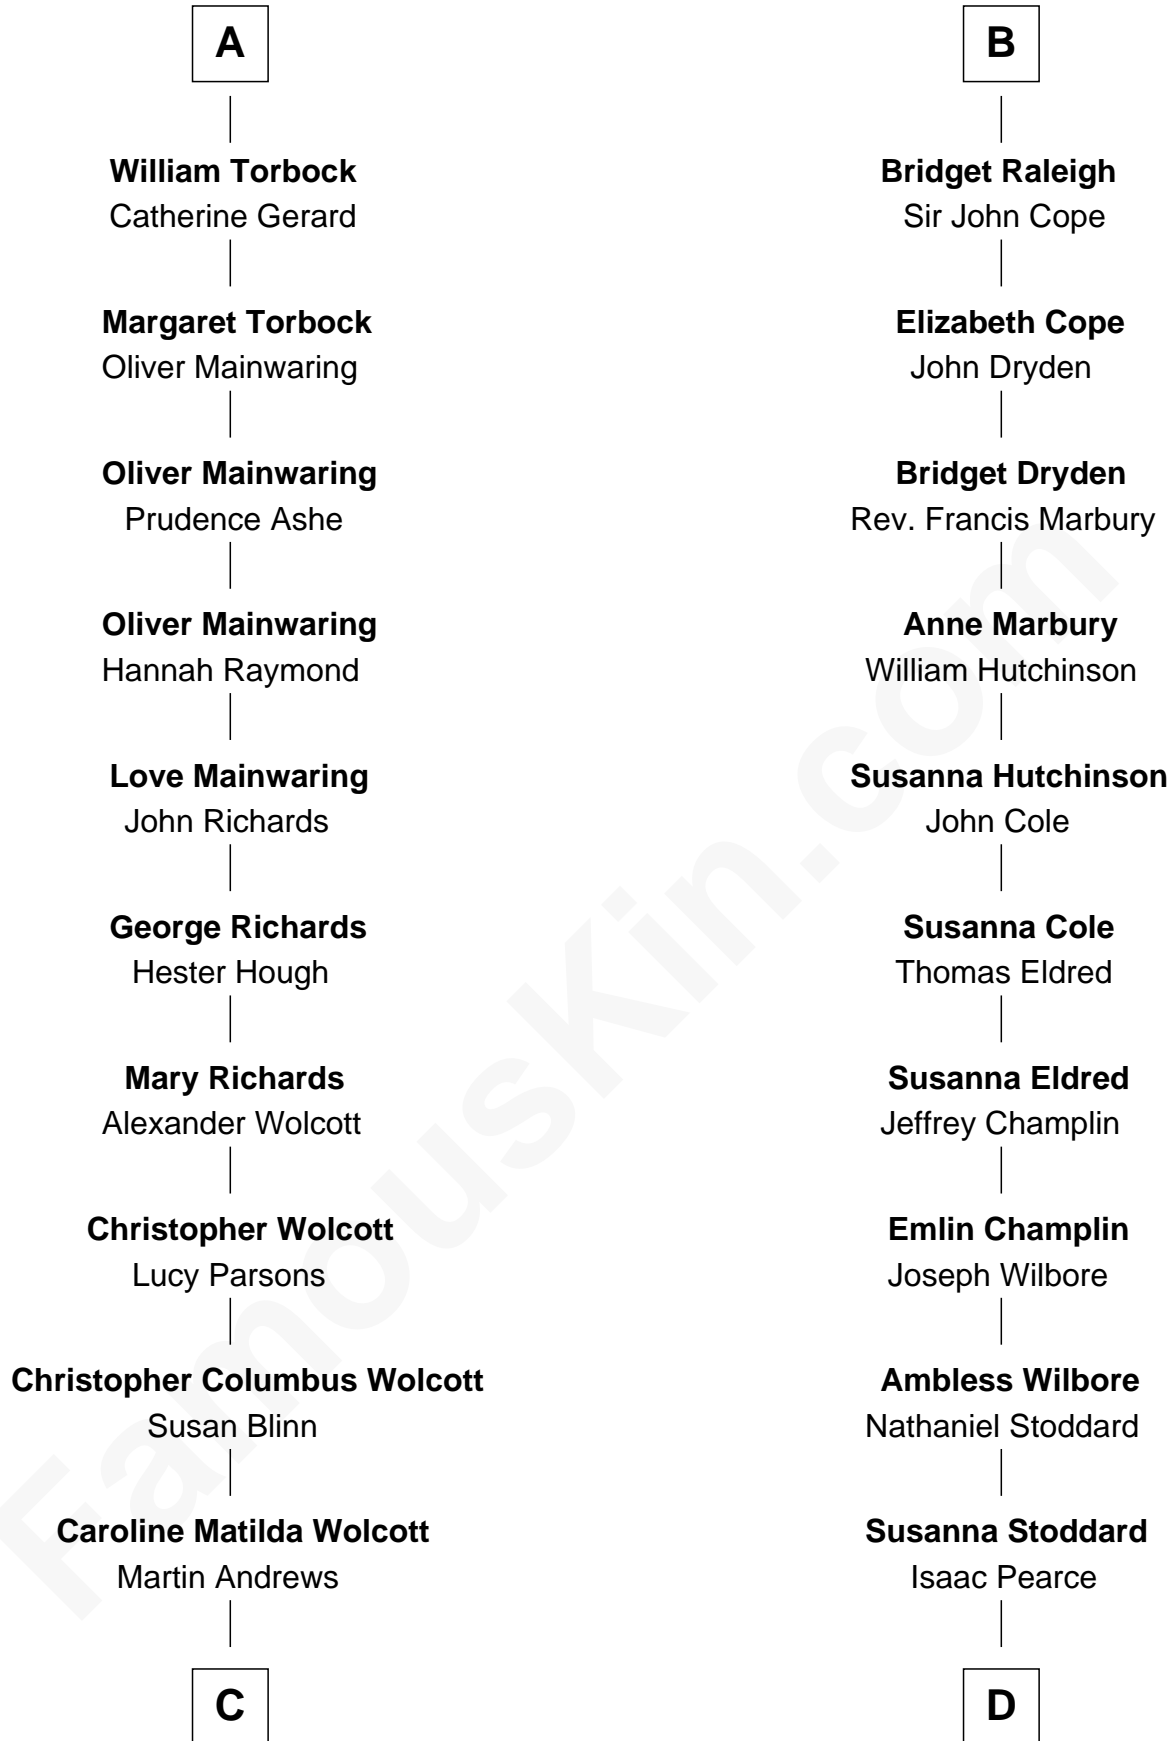 A
William Torbock
Catherine Gerard
Margaret Torbock
Oliver Mainwaring
Oliver Mainwaring
Prudence Ashe
Oliver Mainwaring
Hannah Raymond
Love Mainwaring
John Richards
George Richards
Hester Hough
Mary Richards
Alexander Wolcott
Christopher Wolcott
Lucy Parsons
Christopher Columbus Wolcott
Susan Blinn
Caroline Matilda Wolcott
Martin Andrews
C
B
Bridget Raleigh
Sir John Cope
Elizabeth Cope
John Dryden
Bridget Dryden
Rev. Francis Marbury
Anne Marbury
William Hutchinson
Susanna Hutchinson
John Cole
Susanna Cole
Thomas Eldred
Susanna Eldred
Jeffrey Champlin
Emlin Champlin
Joseph Wilbore
Ambless Wilbore
Nathaniel Stoddard
Susanna Stoddard
Isaac Pearce
D
FamousKin.com